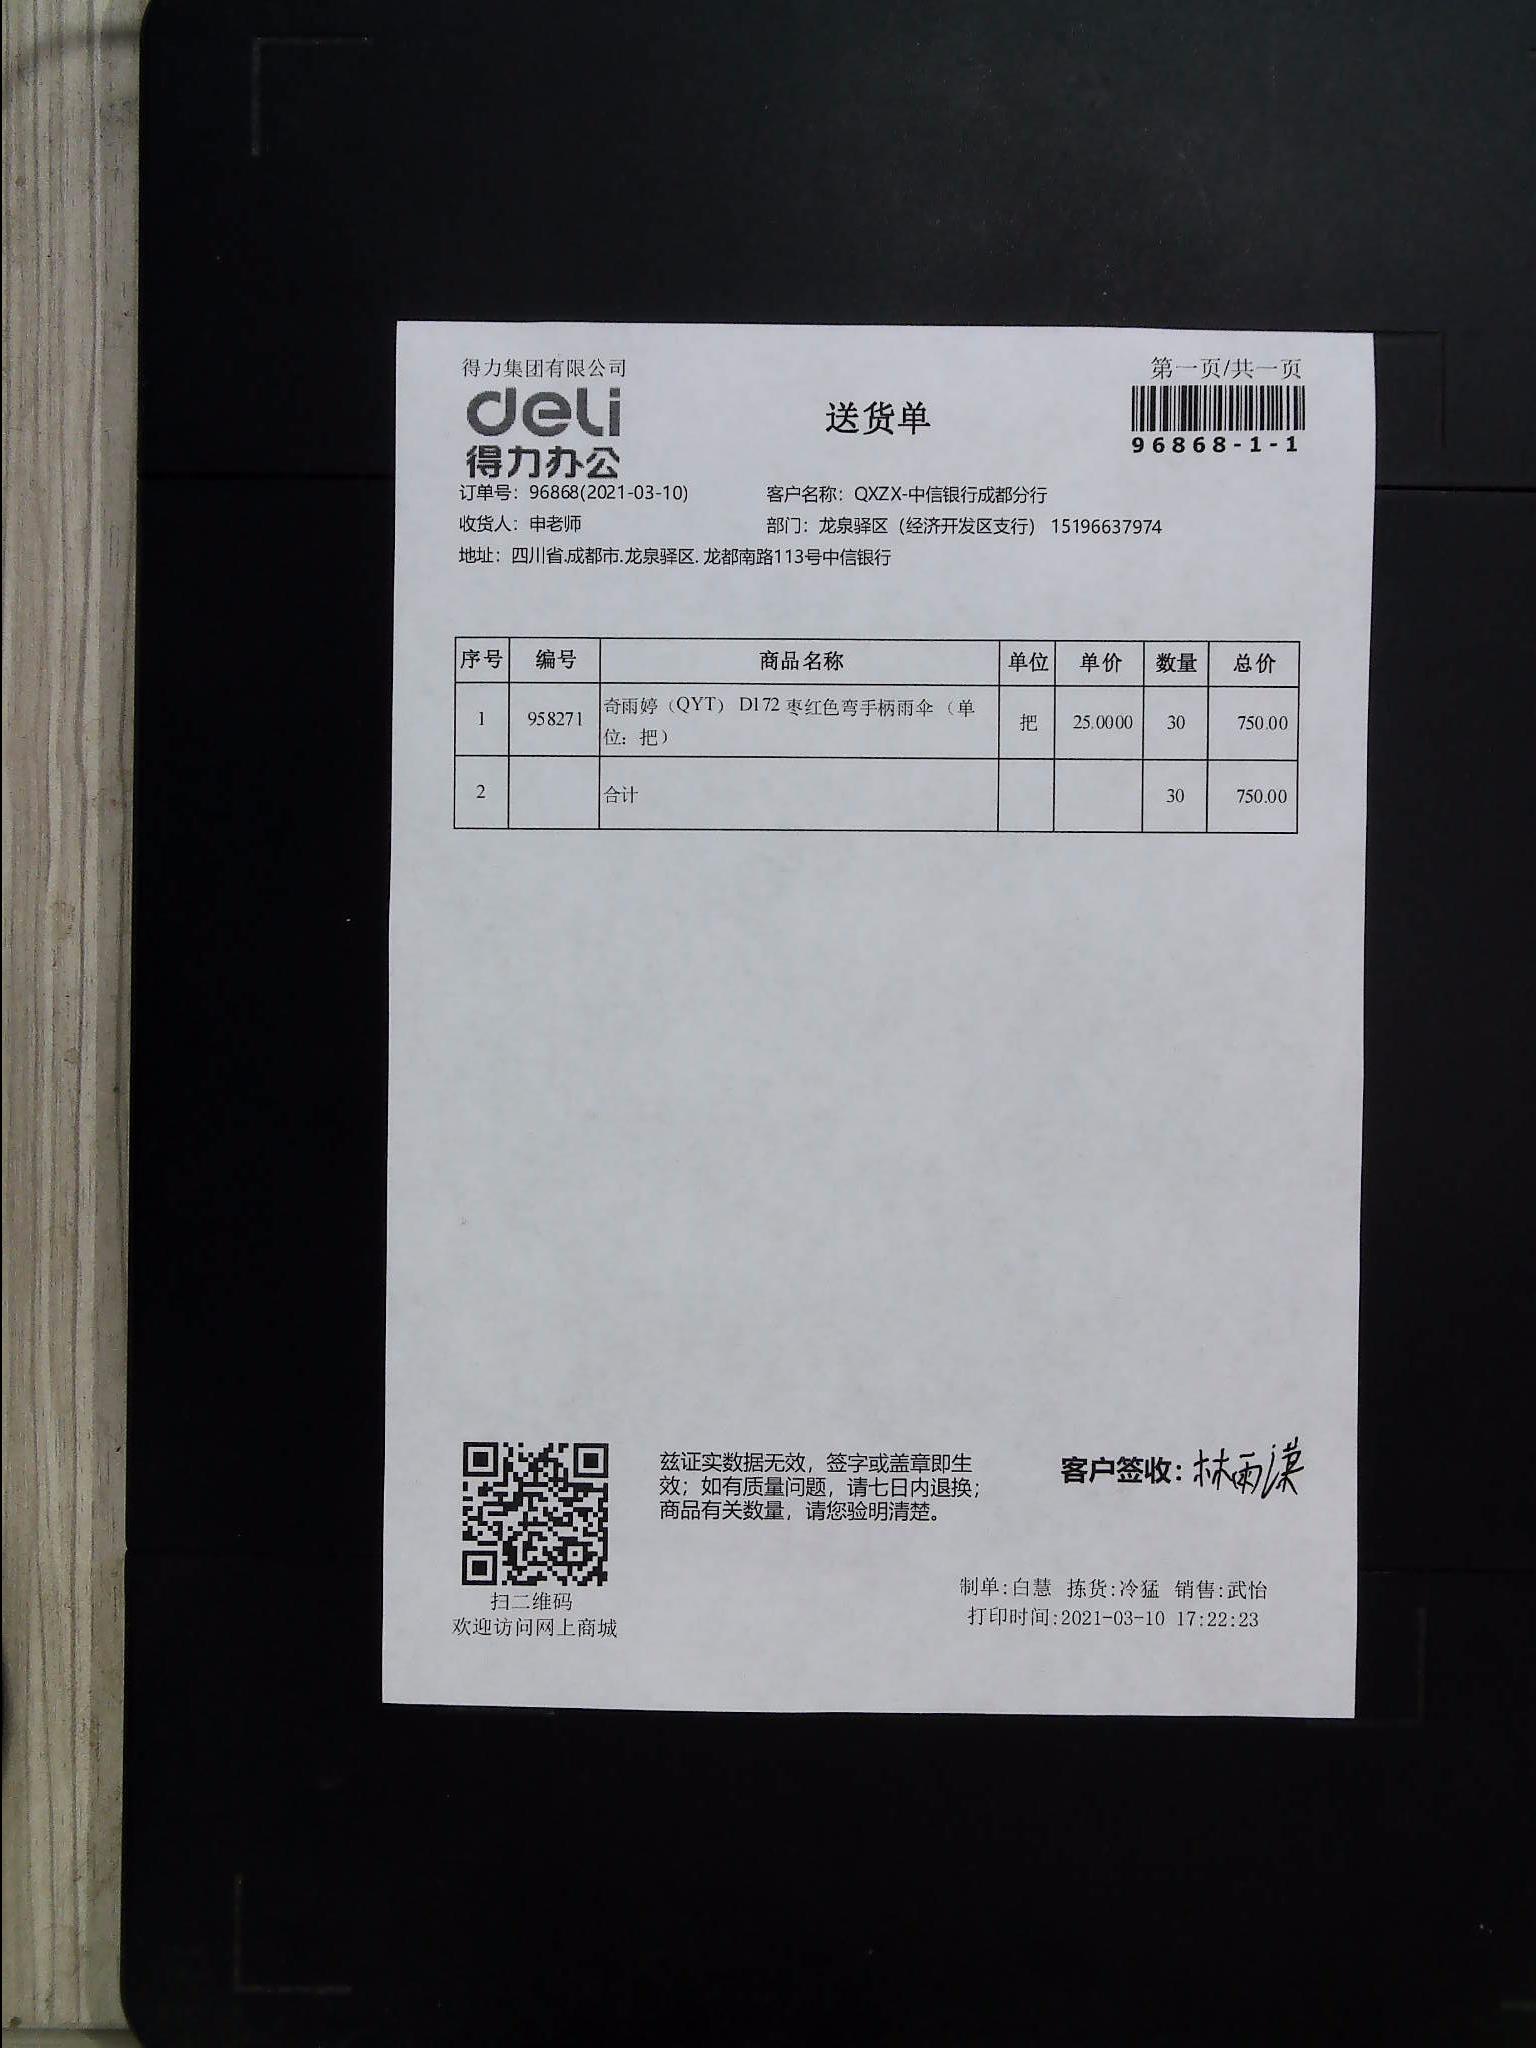 得力集团有限公司
第一页/共一页
deli
得力办公
送货单
96868-1-1
订单号：96868(2021-03-10)
客户名称：QXZX-中信银行成都分行
收货人：申老师
部门：龙泉驿区（经济开发区支行） 15196637974
地址：四川省.成都市.龙泉驿区. 龙都南路113号中信银行
序号 编号 商品名称 单位 单价 数量 总价
1 958271 奇雨婷（QYT） D172 枣红色弯手柄雨伞（单 把 25.0000 30 750.00
位：把）
2 合计 30 750.00
兹证实数据无效，签字或盖章即生
效；如有质量问题，请七日内退换；
商品有关数量，请您验明清楚。
客户签收：林雨漠
扫二维码
欢迎访问网上商城
制单:白慧 拣货:冷猛 销售:武怡
打印时间:2021-03-10 17:22:23